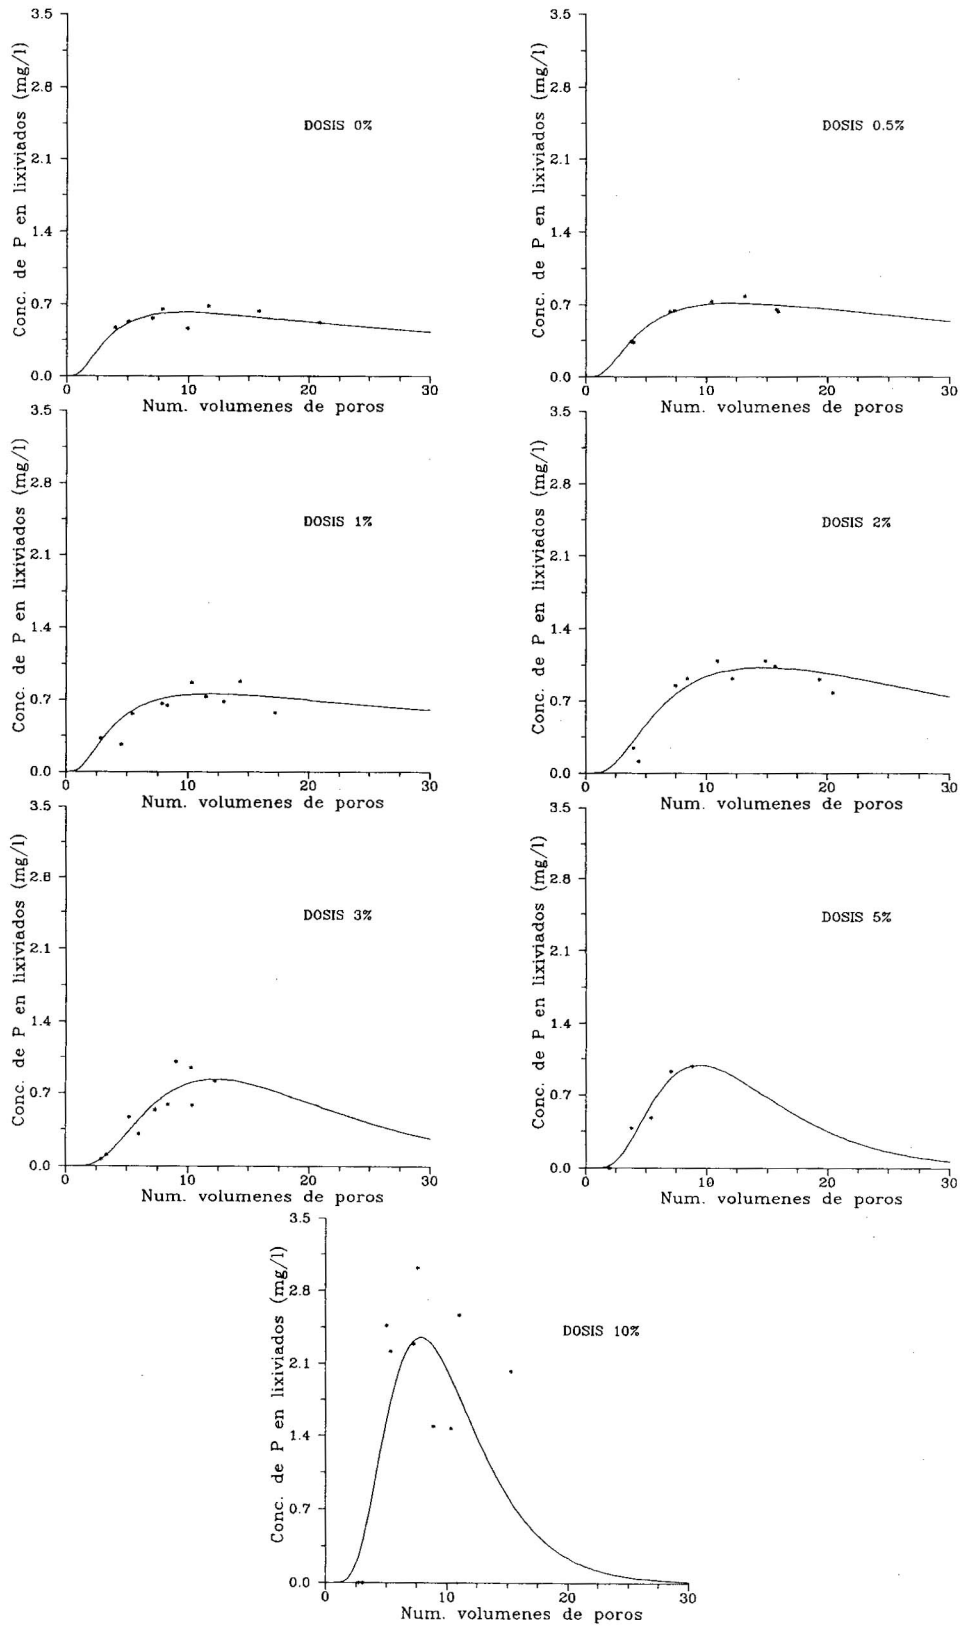 3.5
2.8
2.1
1.4
0.7
0.0
Conc. de P en lixiviados (mg/l)
DOSIS 0%
0 10 20 30
Num. volumenes de poros
3.5
2.8
2.1
1.4
0.7
0.0
Conc. de P en lixiviados (mg/l)
DOSIS 0.5%
0 10 20 30
Num. volumenes de poros
3.5
2.8
2.1
1.4
0.7
0.0
Conc. de P en lixiviados (mg/l)
DOSIS 1%
0 10 20 30
Num. volumenes de poros
3.5
2.8
2.1
1.4
0.7
0.0
Conc. de P en lixiviados (mg/l)
DOSIS 2%
0 10 20 30
Num. volumenes de poros
3.5
2.8
2.1
1.4
0.7
0.0
Conc. de P en lixiviados (mg/l)
DOSIS 3%
0 10 20 30
Num. volumenes de poros
3.5
2.8
2.1
1.4
0.7
0.0
Conc. de P en lixiviados (mg/l)
DOSIS 5%
0 10 20 30
Num. volumenes de poros
3.5
2.8
2.1
1.4
0.7
0.0
Conc. de P en lixiviados (mg/l)
DOSIS 10%
0 10 20 30
Num. volumenes de poros